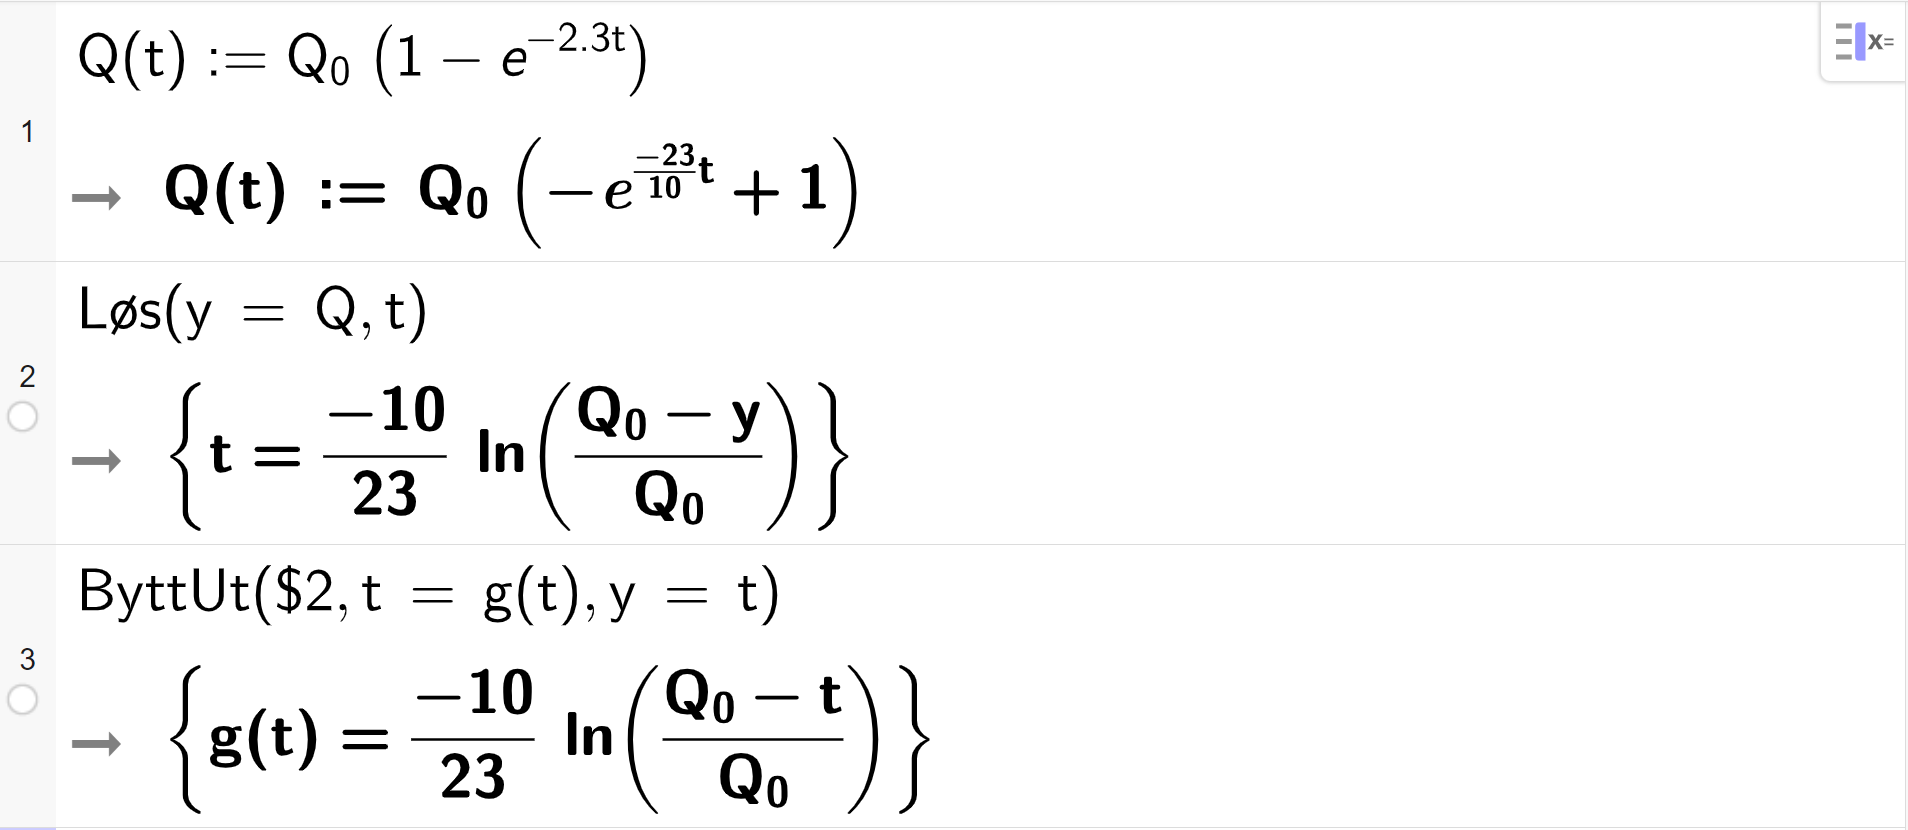 Q(t) := Q₀ (1 − e^(−2.3t))
1
→ Q(t) := Q₀ (−e^(−23/10 t) + 1)
x=
Løs(y = Q, t)
2
→ {t = −10/23 ln((Q₀ − y)/Q₀)}
ByttUt($2, t = g(t), y = t)
3
→ {g(t) = −10/23 ln((Q₀ − t)/Q₀)}